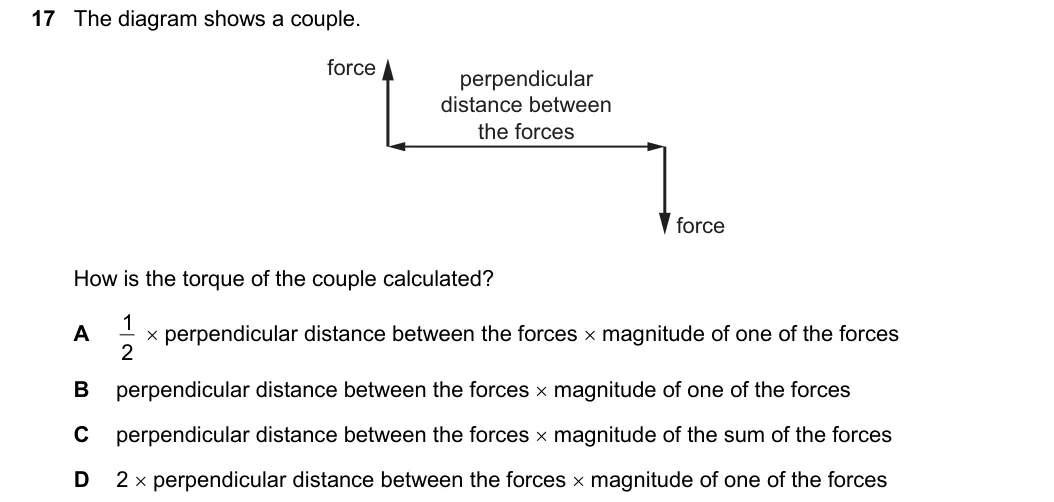 17 The diagram shows a couple.
force
perpendicular
distance between
the forces
force
How is the torque of the couple calculated?
A 1/2 × perpendicular distance between the forces × magnitude of one of the forces
B perpendicular distance between the forces × magnitude of one of the forces
C perpendicular distance between the forces × magnitude of the sum of the forces
D 2 × perpendicular distance between the forces × magnitude of one of the forces